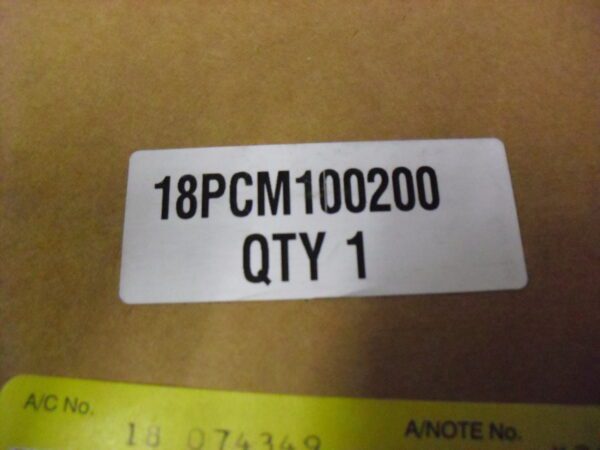 18PCM100200
QTY 1
A/C No.
A/NOTE No.
18 074349